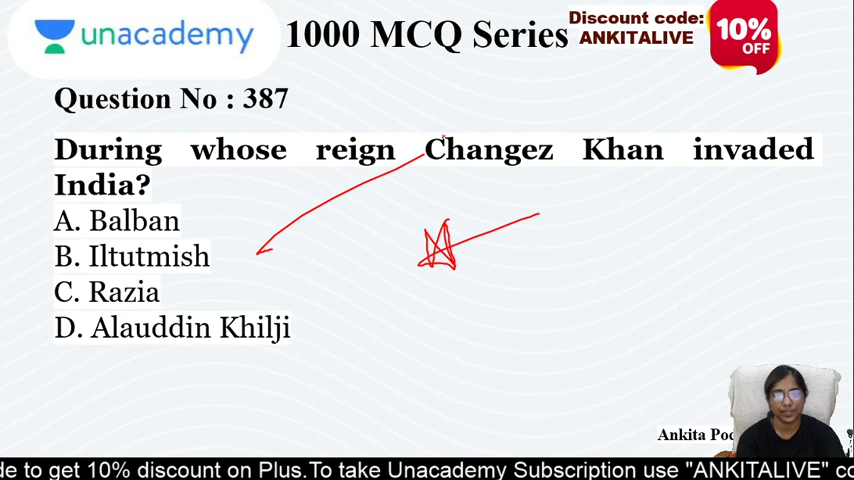 unacademy
1000 MCQ Series
Discount code:
ANKITALIVE
10%
OFF
Question No : 387
During whose reign Changez Khan invaded
India?
A. Balban
B. Iltutmish
C. Razia
D. Alauddin Khilji
Ankita
de to get 10% discount on Plus.To take Unacademy Subscription use "ANKITALIVE" co